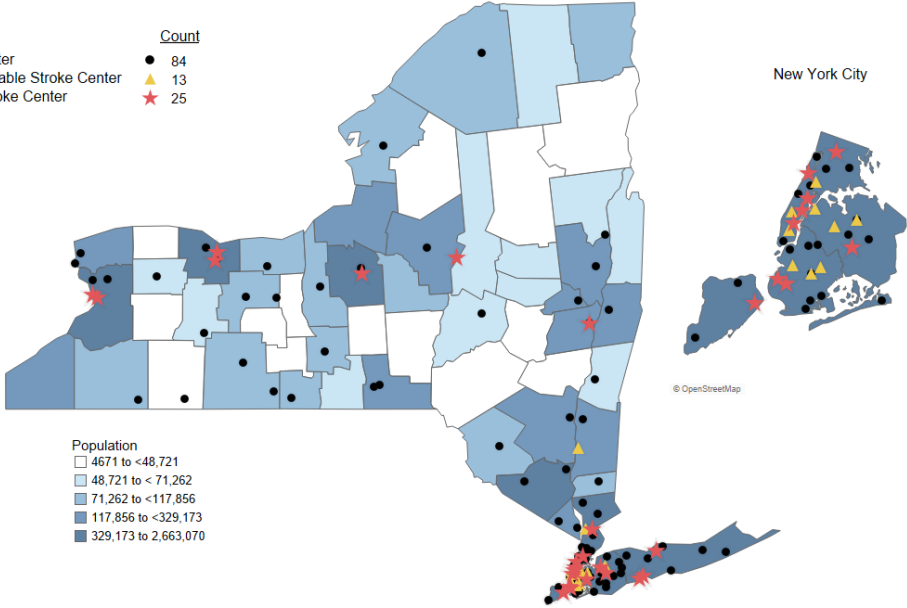 Count
ter 84
able Stroke Center 13
oke Center 25
New York City
© OpenStreetMap
Population
4671 to <48,721
48,721 to < 71,262
71,262 to <117,856
117,856 to <329,173
329,173 to 2,663,070